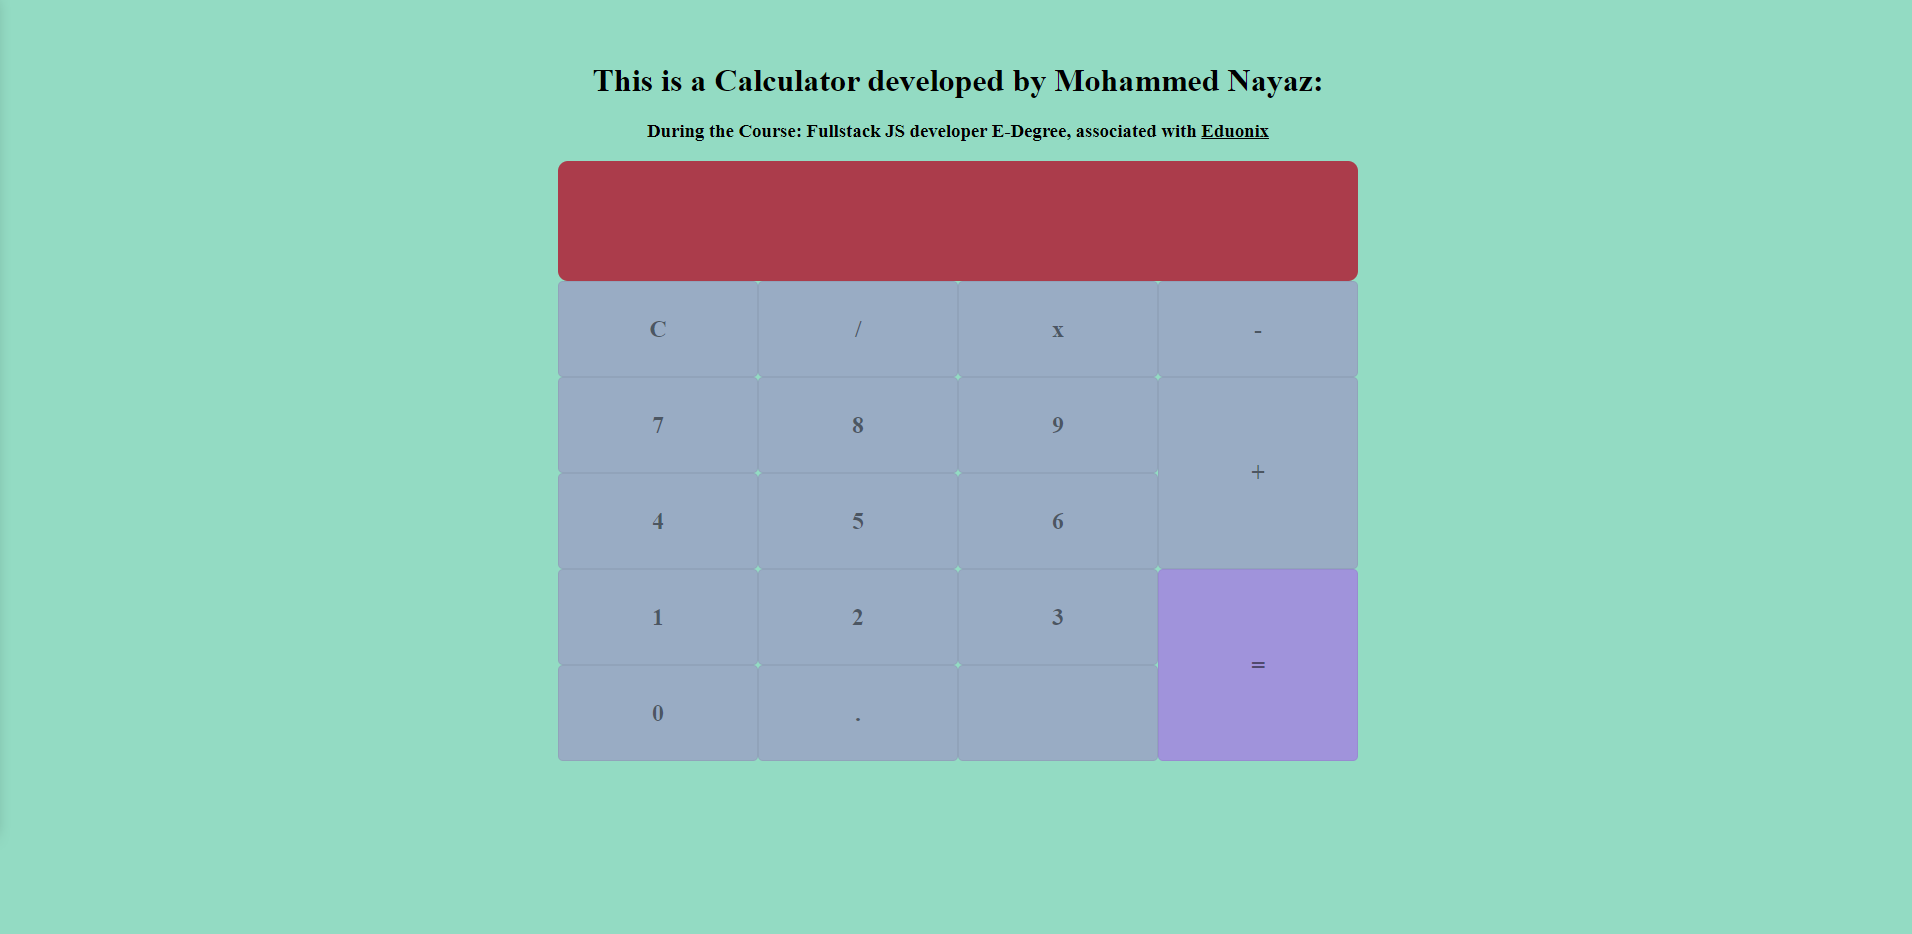 This is a Calculator developed by Mohammed Nayaz:
During the Course: Fullstack JS developer E-Degree, associated with Eduonix
C / x -
7 8 9
+
4 5 6
1 2 3
=
0 .